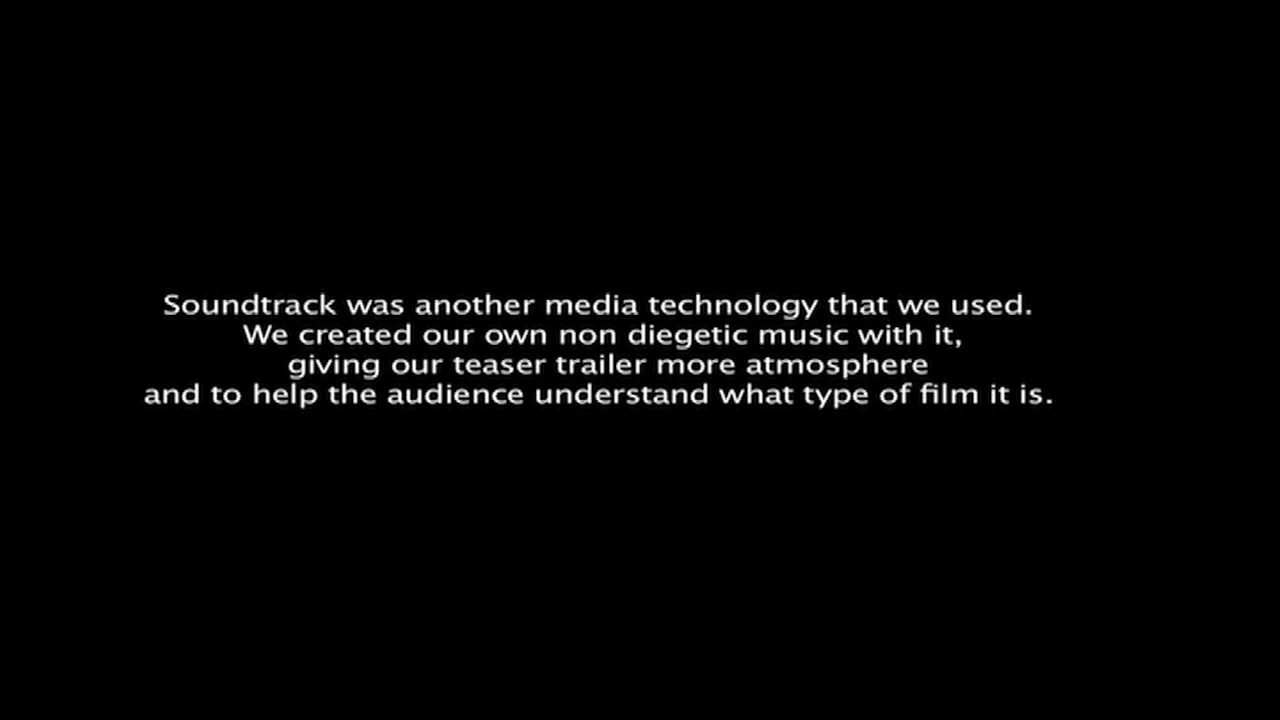 Soundtrack was another media technology that we used.
We created our own non diegetic music with it,
giving our teaser trailer more atmosphere
and to help the audience understand what type of film it is.